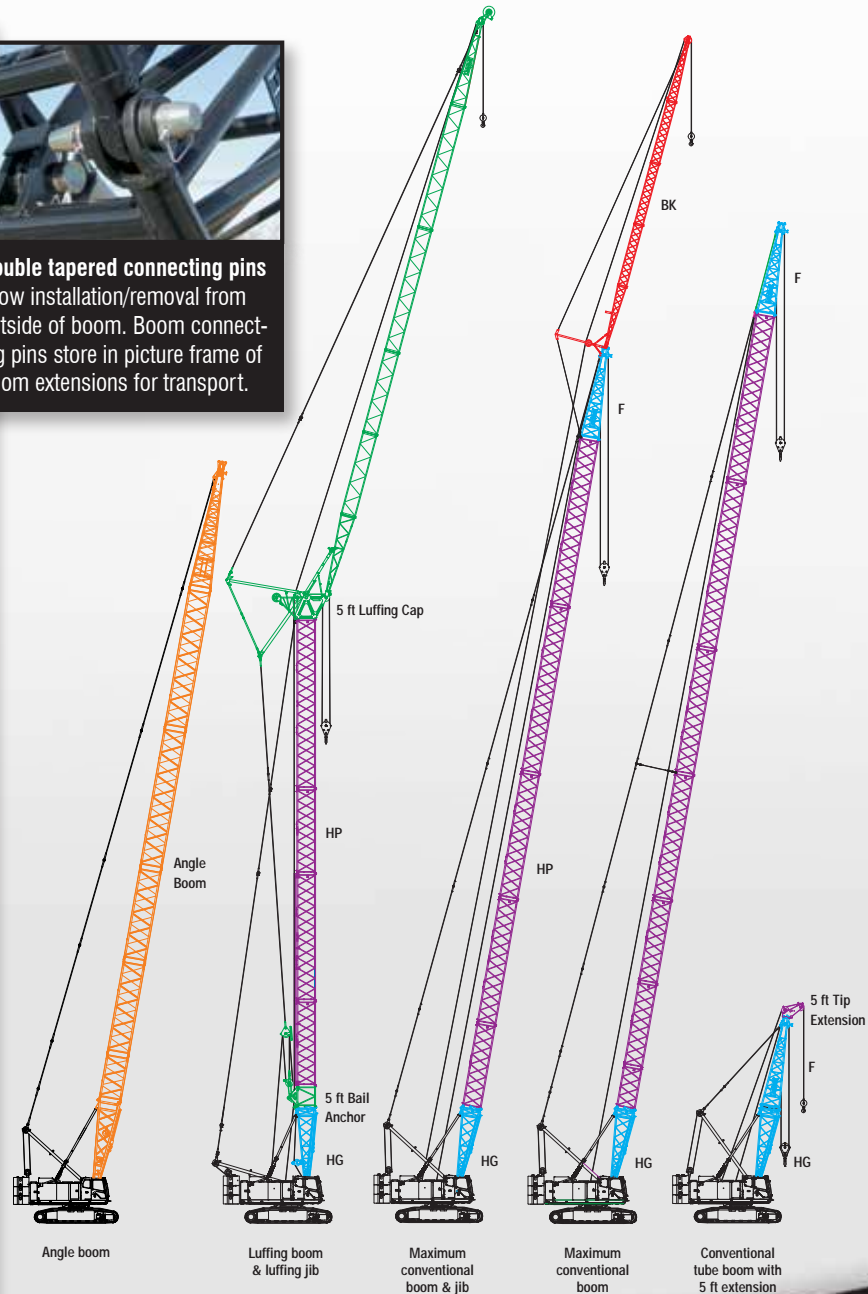 ouble tapered connecting pins
ow installation/removal from
tside of boom. Boom connect-
g pins store in picture frame of
om extensions for transport.
BK
F
F
5 ft Luffing Cap
HP
Angle
Boom
HP
5 ft Tip
Extension
F
5 ft Bail
Anchor
HG
HG
HG
HG
Angle boom
Luffing boom
& luffing jib
Maximum
conventional
boom & jib
Maximum
conventional
boom
Conventional
tube boom with
5 ft extension